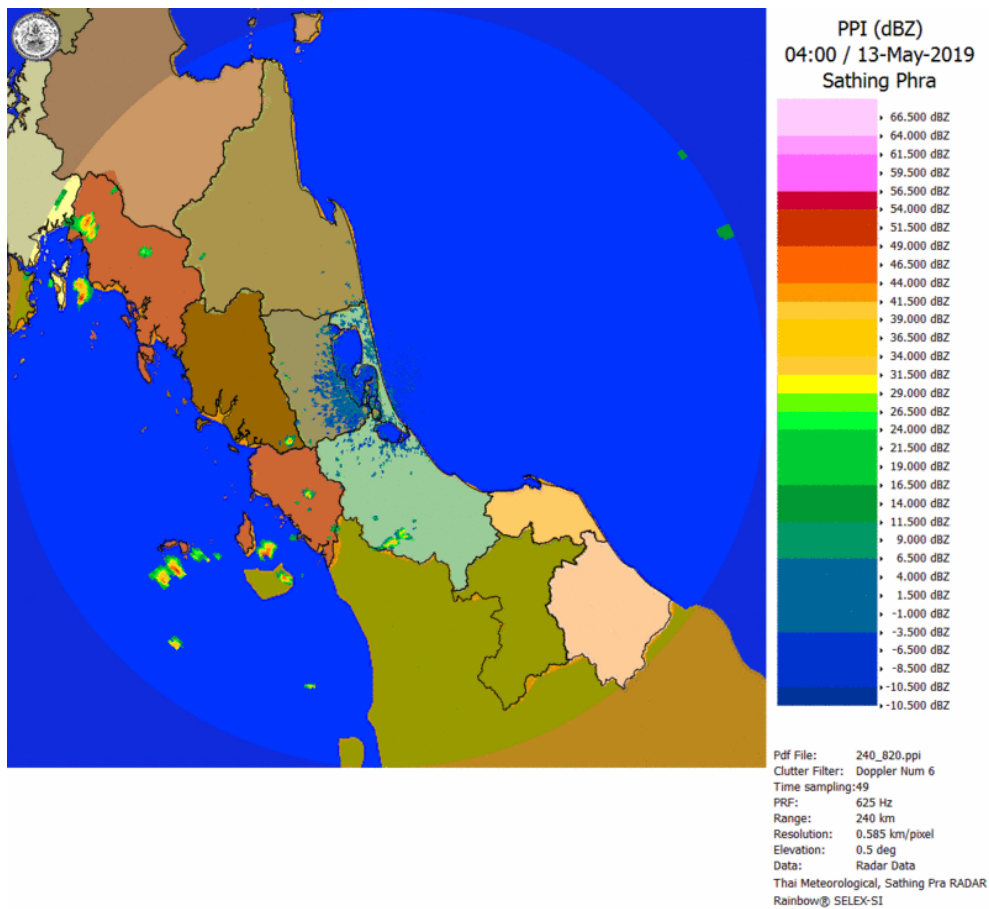 PPI (dBZ)
04:00 / 13-May-2019
Sathing Phra
66.500 dBZ
64.000 dBZ
61.500 dBZ
59.500 dBZ
56.500 dBZ
54.000 dBZ
51.500 dBZ
49.000 dBZ
46.500 dBZ
44.000 dBZ
41.500 dBZ
39.000 dBZ
36.500 dBZ
34.000 dBZ
31.500 dBZ
29.000 dBZ
26.500 dBZ
24.000 dBZ
21.500 dBZ
19.000 dBZ
16.500 dBZ
14.000 dBZ
11.500 dBZ
9.000 dBZ
6.500 dBZ
4.000 dBZ
1.500 dBZ
-1.000 dBZ
-3.500 dBZ
-6.500 dBZ
-8.500 dBZ
-10.500 dBZ
-10.500 dBZ
Pdf File: 240_820.ppi
Clutter Filter: Doppler Num 6
Time sampling:49
PRF: 625 Hz
Range: 240 km
Resolution: 0.585 km/pixel
Elevation: 0.5 deg
Data: Radar Data
Thai Meteorological, Sathing Pra RADAR
Rainbow® SELEX-SI